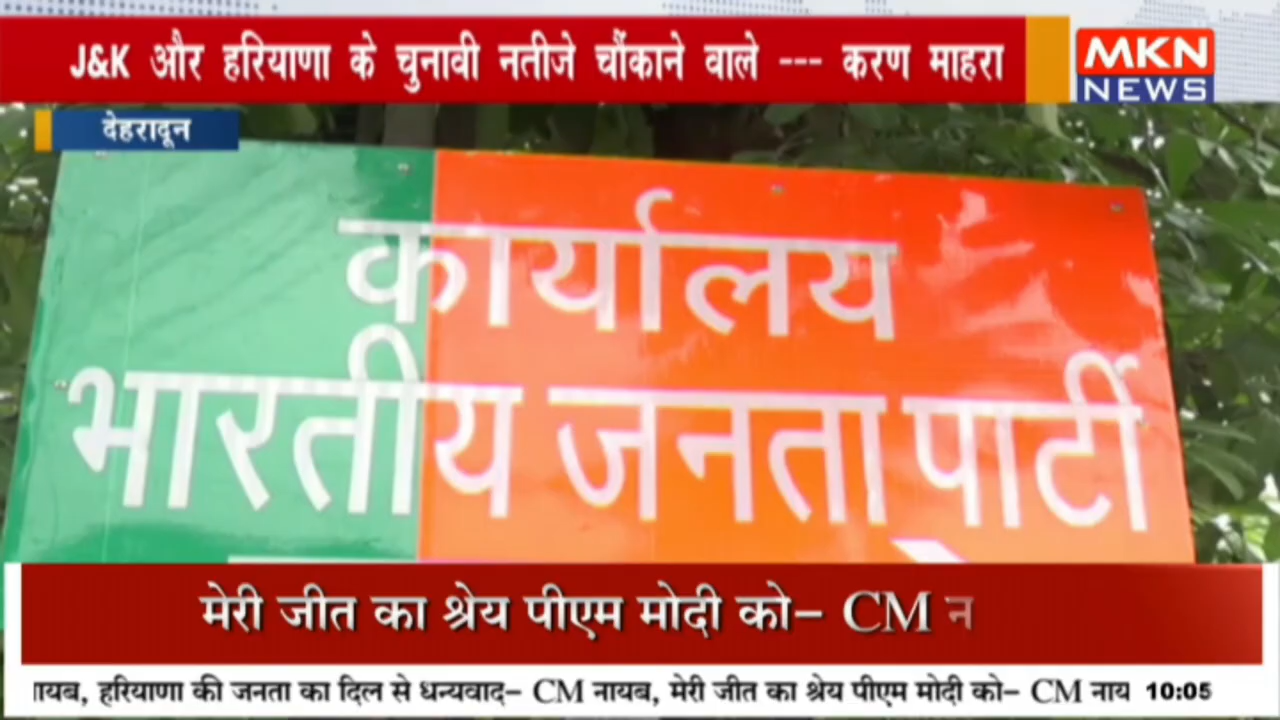 J&K और हरियाणा के चुनावी नतीजे चौंकाने वाले --- करण माहरा
MKN
NEWS
देहरादून
कार्यालय
भारतीय जनता पार्टी
मेरी जीत का श्रेय पीएम मोदी को– CM न
ायब, हरियाणा की जनता का दिल से धन्यवाद– CM नायब, मेरी जीत का श्रेय पीएम मोदी को– CM नाय 10:05